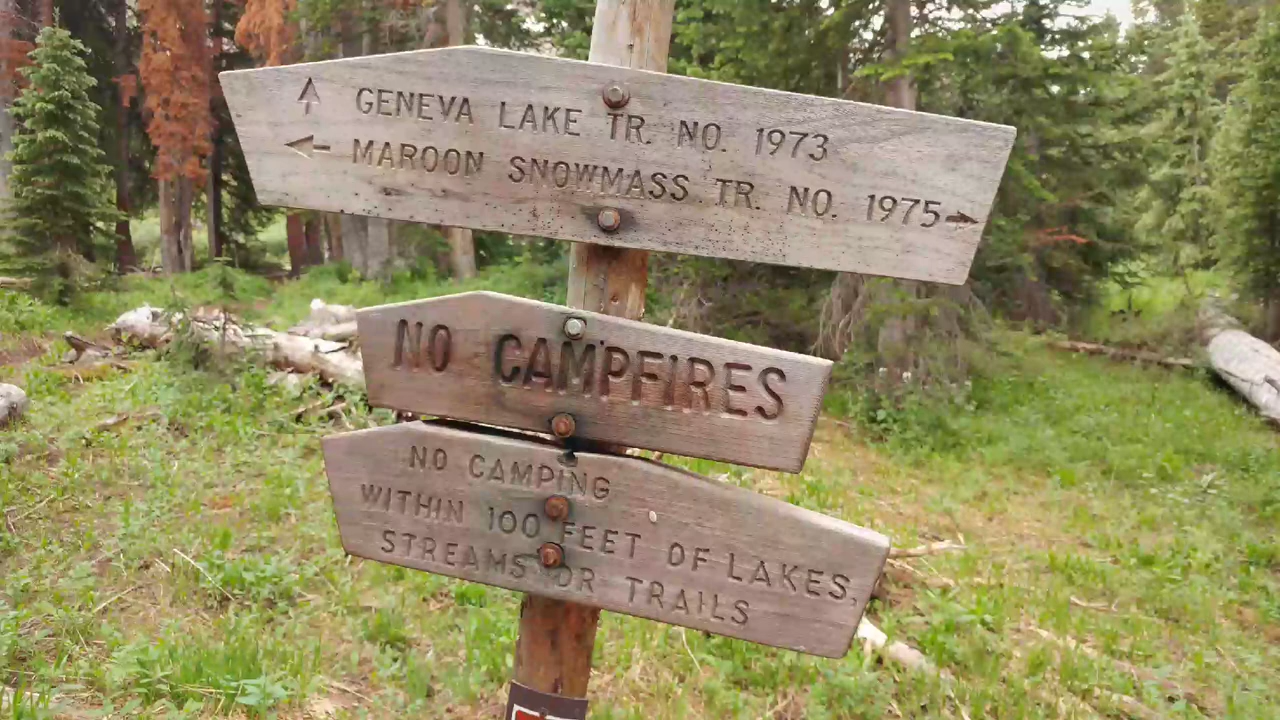 GENEVA LAKE TR. NO. 1973
MAROON SNOWMASS TR. NO. 1975
NO CAMPFIRES
NO CAMPING
WITHIN 100 FEET OF LAKES,
STREAMS OR TRAILS